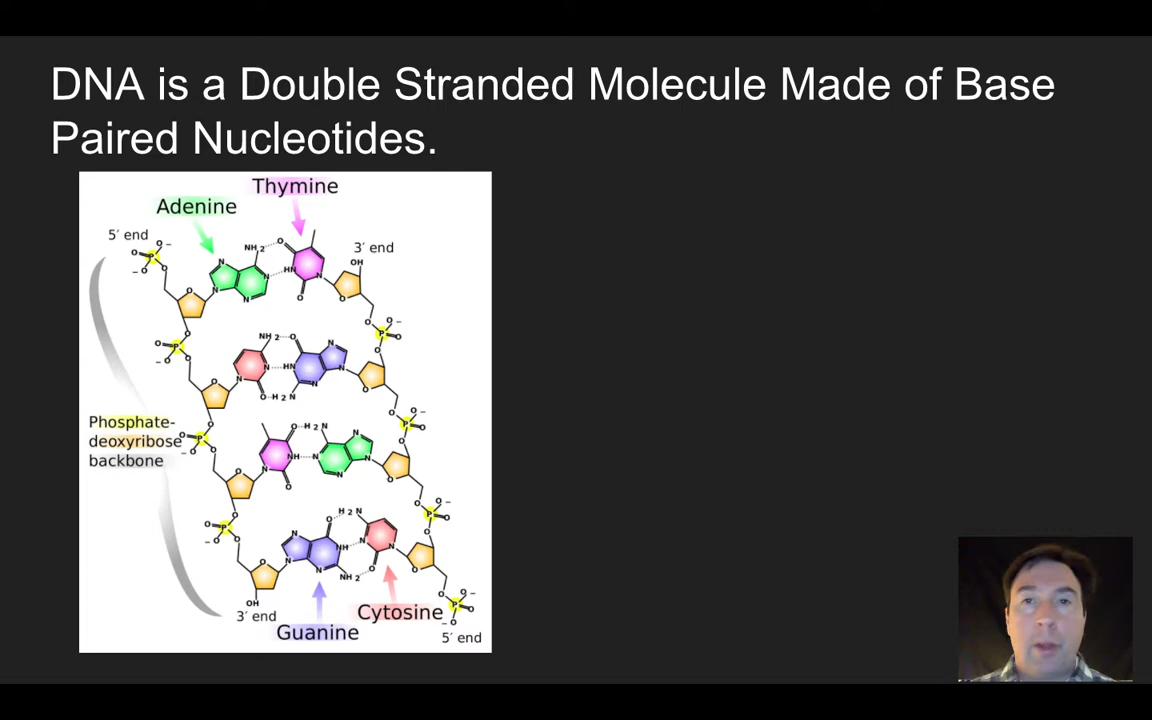 DNA is a Double Stranded Molecule Made of Base
Paired Nucleotides.
Thymine
Adenine
5′ end
3′ end
Phosphate-
deoxyribose
backbone
3′ end
Cytosine
Guanine
5′ end